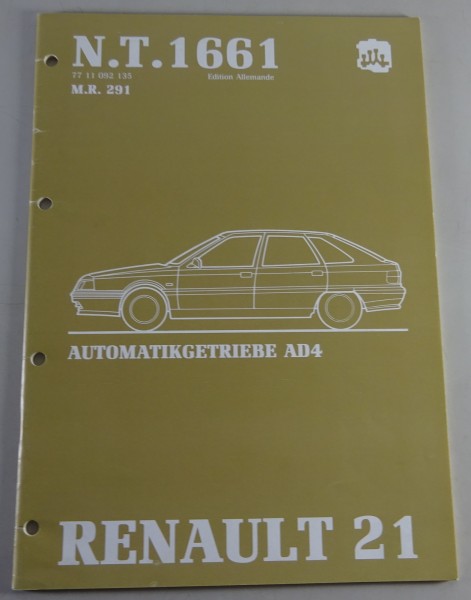 N.T.1661
77 11 092 135 Edition Allemande
M.R. 291
AUTOMATIKGETRIEBE AD4
RENAULT 21